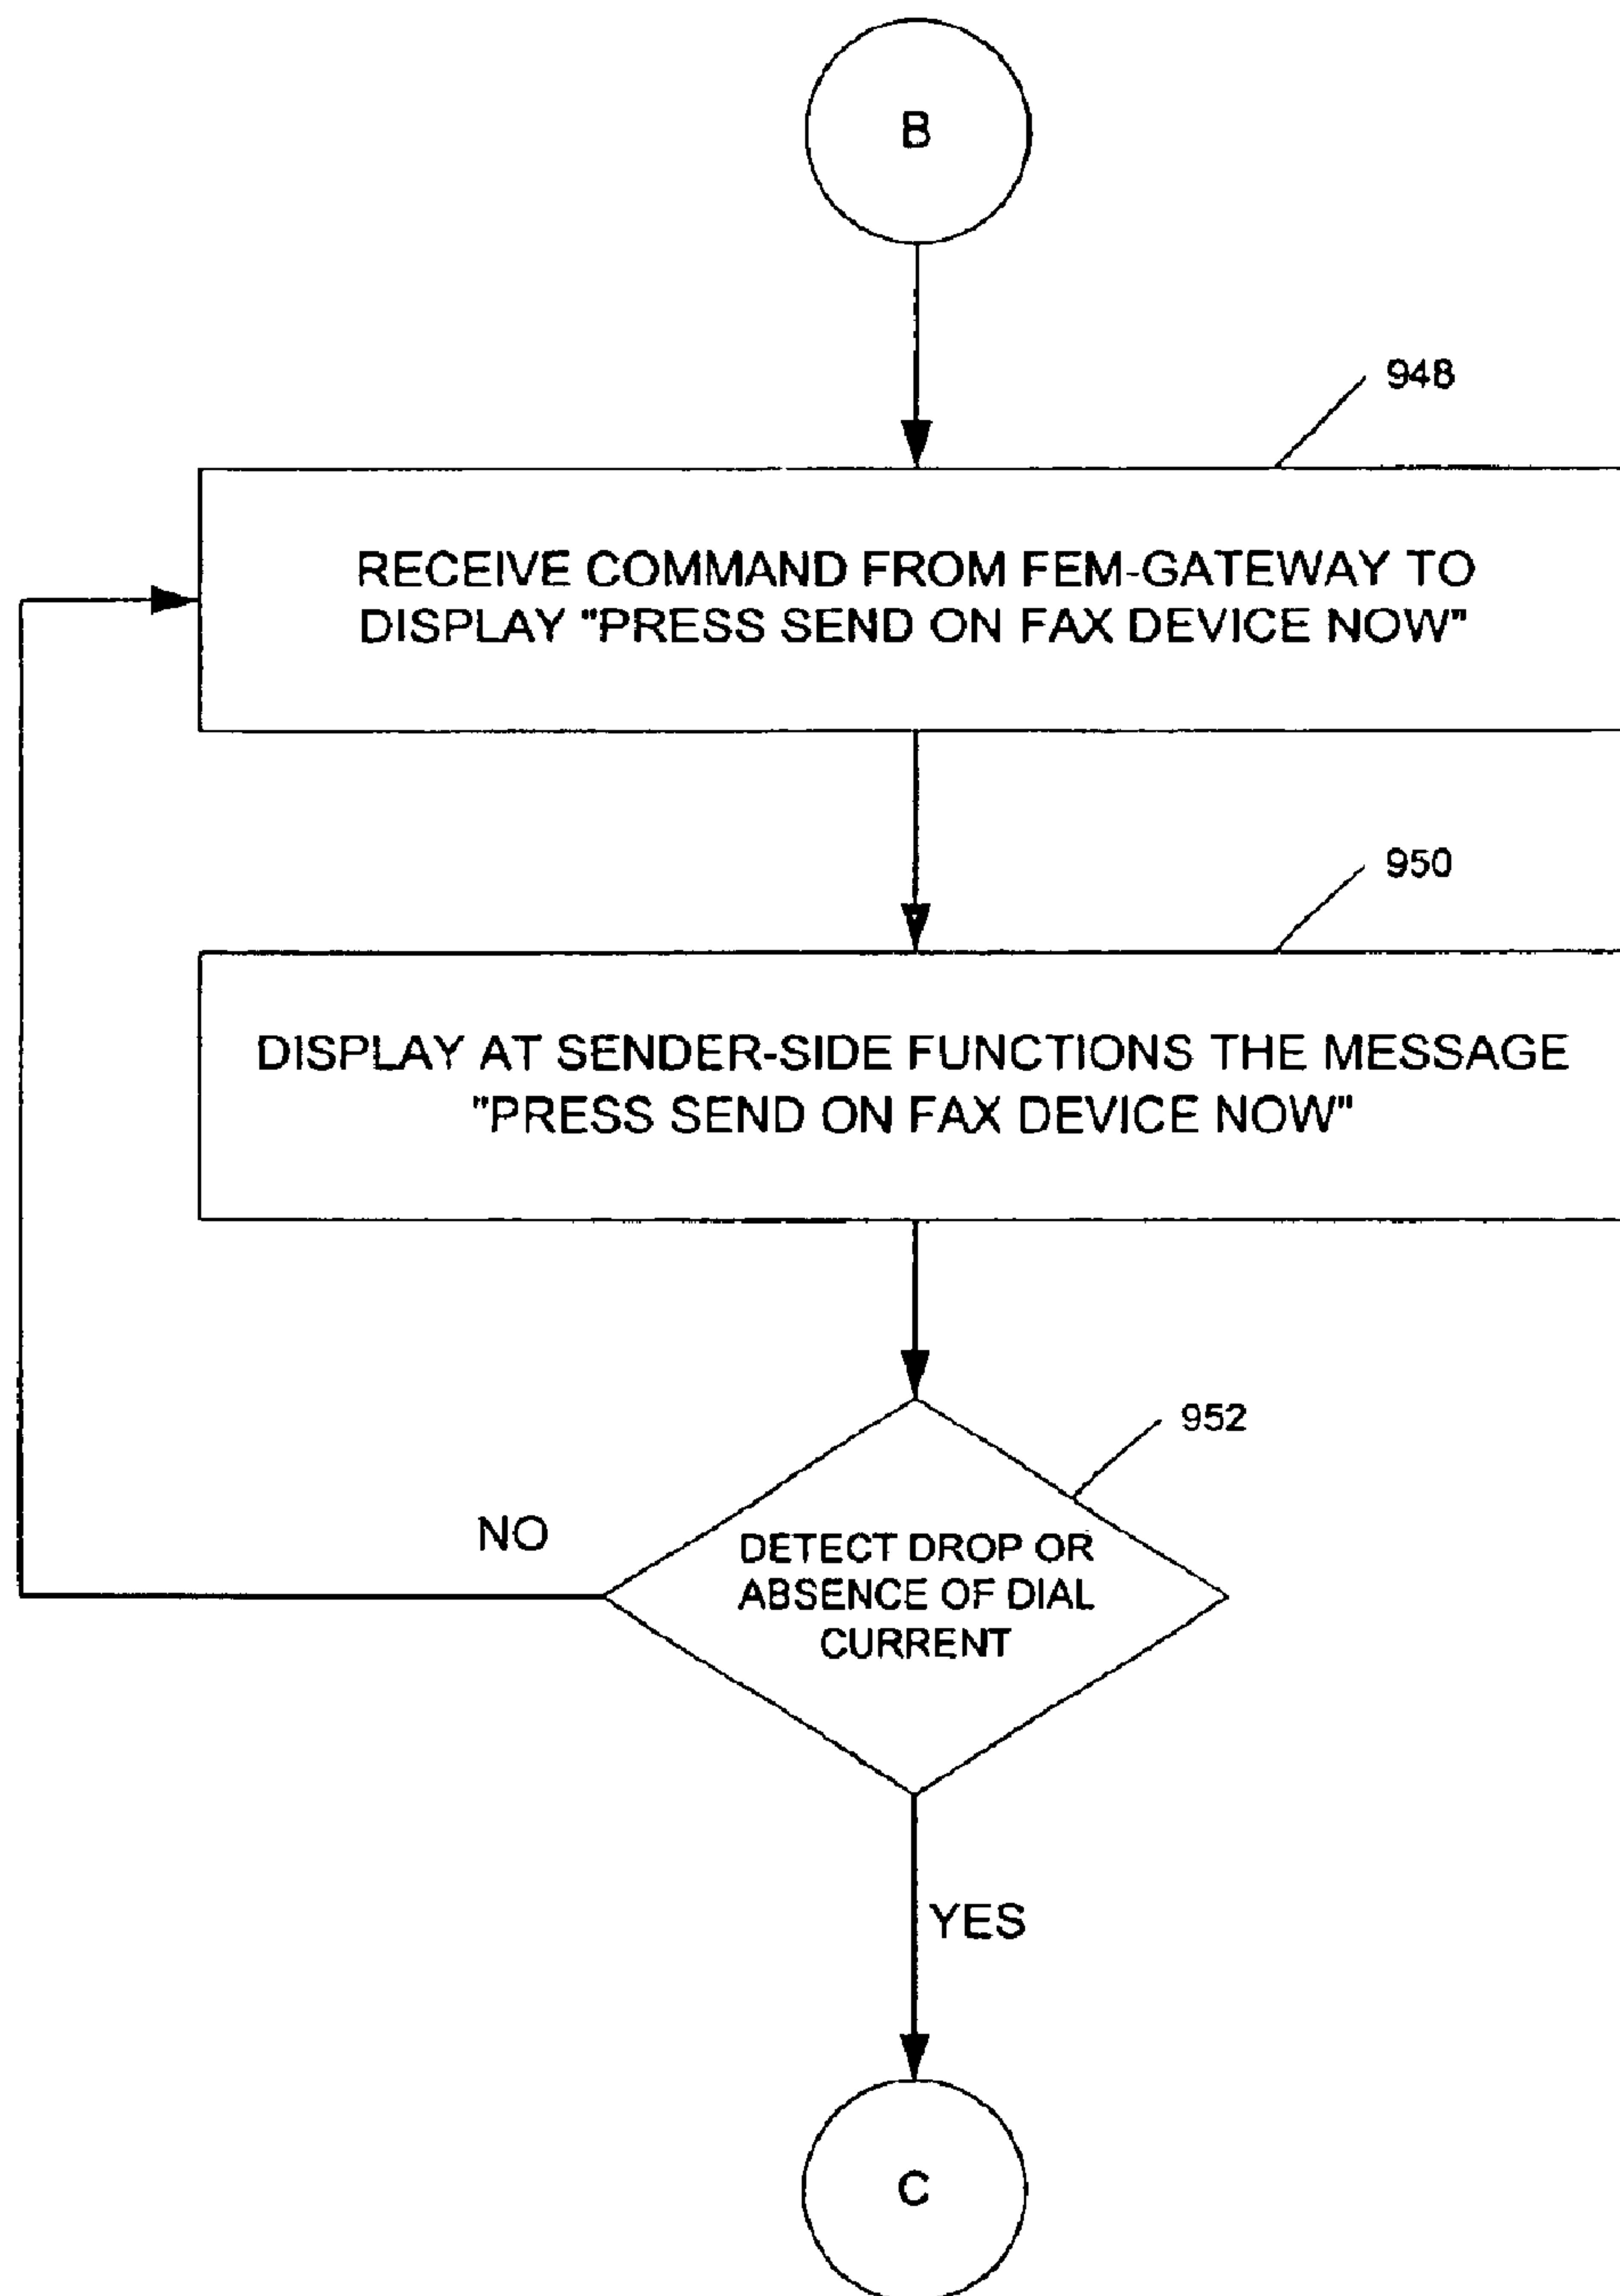 B
948
RECEIVE COMMAND FROM FEM-GATEWAY TO
DISPLAY "PRESS SEND ON FAX DEVICE NOW"
950
DISPLAY AT SENDER-SIDE FUNCTIONS THE MESSAGE
"PRESS SEND ON FAX DEVICE NOW"
952
NO
DETECT DROP OR
ABSENCE OF DIAL
CURRENT
YES
C